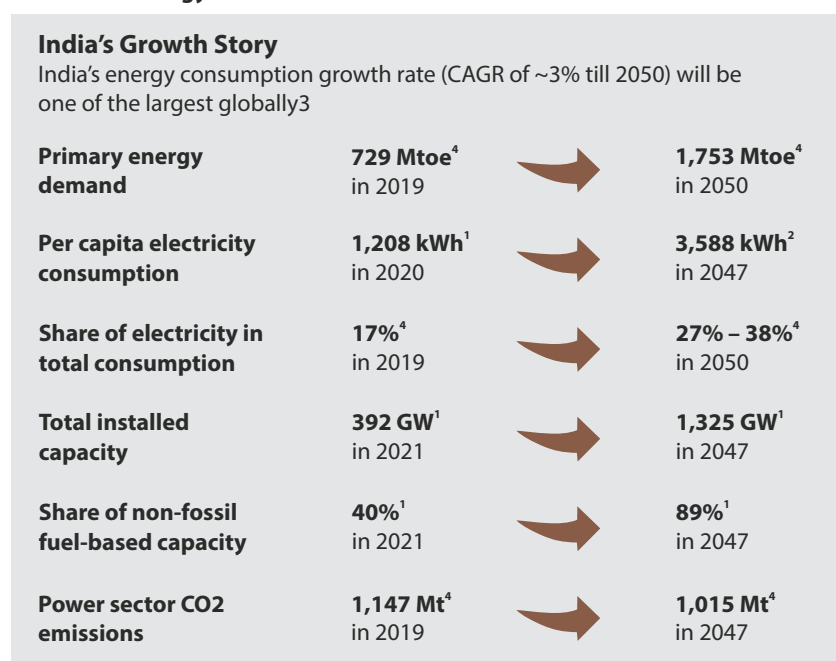 India’s Growth Story
India’s energy consumption growth rate (CAGR of ~3% till 2050) will be
one of the largest globally3
Primary energy
demand
729 Mtoe⁴
in 2019
1,753 Mtoe⁴
in 2050
Per capita electricity
consumption
1,208 kWh¹
in 2020
3,588 kWh²
in 2047
Share of electricity in
total consumption
17%⁴
in 2019
27% – 38%⁴
in 2050
Total installed
capacity
392 GW¹
in 2021
1,325 GW¹
in 2047
Share of non-fossil
fuel-based capacity
40%¹
in 2021
89%¹
in 2047
Power sector CO2
emissions
1,147 Mt⁴
in 2019
1,015 Mt⁴
in 2047